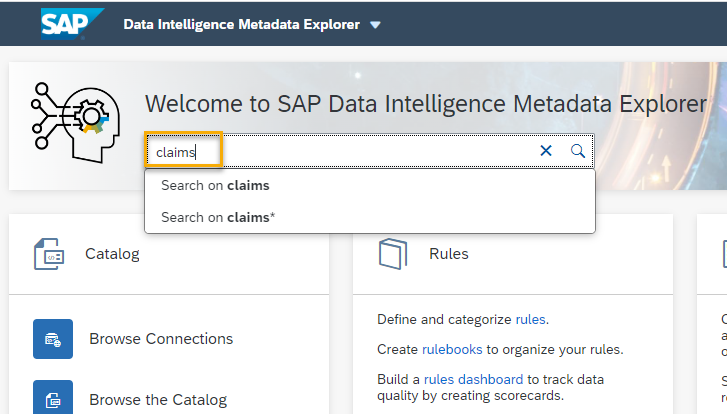 SAP Data Intelligence Metadata Explorer
Welcome to SAP Data Intelligence Metadata Explorer
claims
Search on claims
Search on claims*
Catalog
Browse Connections
Browse the Catalog
Rules
Define and categorize rules.
Create rulebooks to organize your rules.
Build a rules dashboard to track data
quality by creating scorecards.